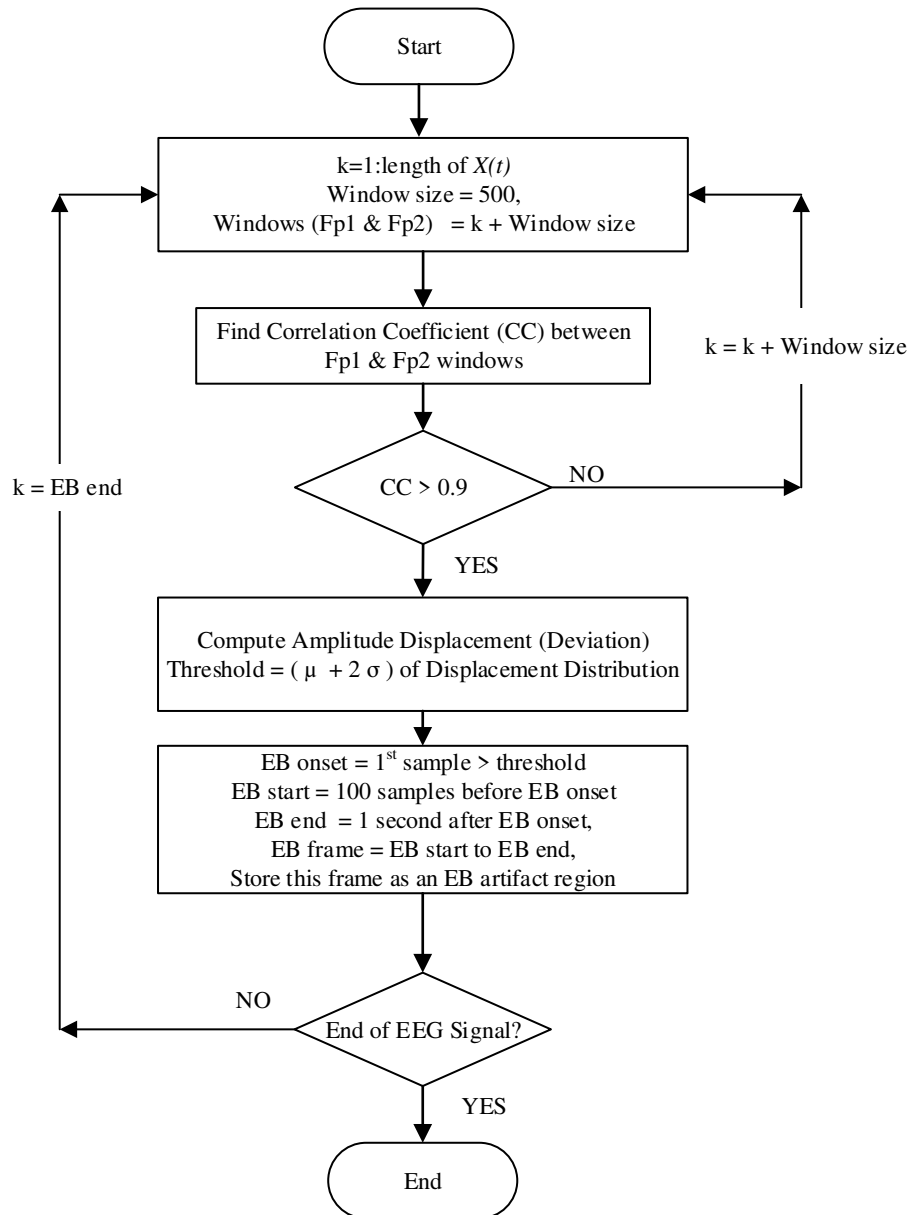 Start
k=1:length of X(t)
Window size = 500,
Windows (Fp1 & Fp2) = k + Window size
Find Correlation Coefficient (CC) between
Fp1 & Fp2 windows
k = k + Window size
CC > 0.9
NO
k = EB end
YES
Compute Amplitude Displacement (Deviation)
Threshold = ( μ + 2 σ ) of Displacement Distribution
EB onset = 1st sample > threshold
EB start = 100 samples before EB onset
EB end = 1 second after EB onset,
EB frame = EB start to EB end,
Store this frame as an EB artifact region
NO
End of EEG Signal?
YES
End